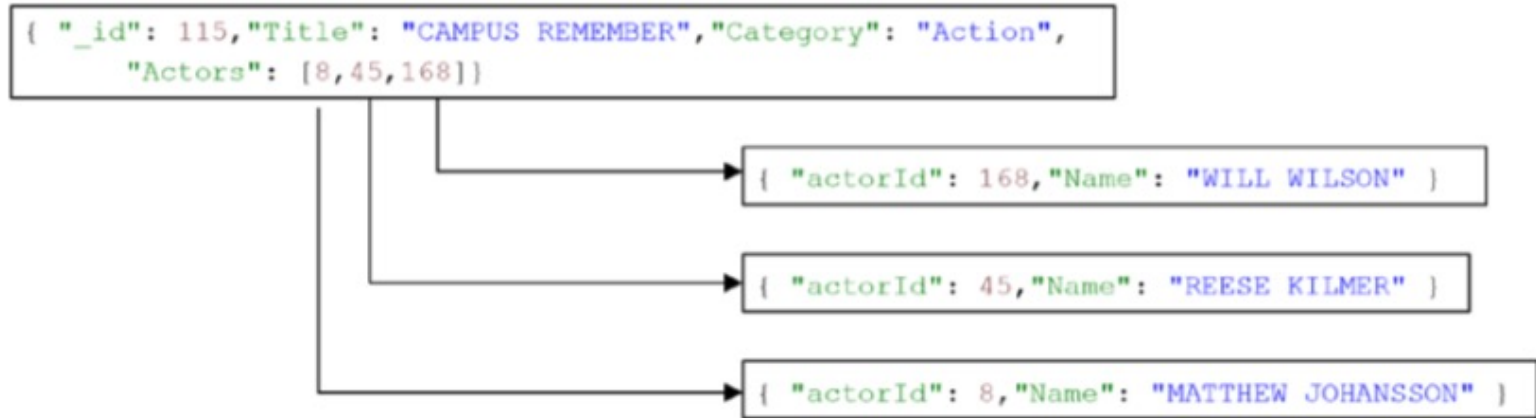 { "_id": 115,"Title": "CAMPUS REMEMBER","Category": "Action",
"Actors": [8,45,168]}
{ "actorId": 168,"Name": "WILL WILSON" }
{ "actorId": 45,"Name": "REESE KILMER" }
{ "actorId": 8,"Name": "MATTHEW JOHANSSON" }